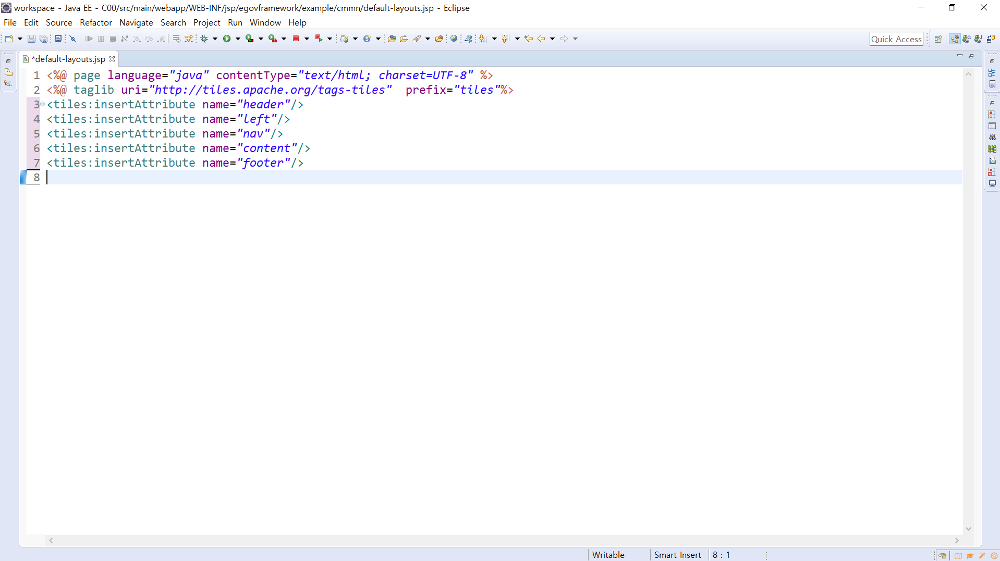 workspace - Java EE - C00/src/main/webapp/WEB-INF/jsp/egovframework/example/cmmn/default-layouts.jsp - Eclipse
File Edit Source Refactor Navigate Search Project Run Window Help
Quick Access
*default-layouts.jsp
1 <%@ page language="java" contentType="text/html; charset=UTF-8" %>
2 <%@ taglib uri="http://tiles.apache.org/tags-tiles"  prefix="tiles"%>
3 <tiles:insertAttribute name="header"/>
4 <tiles:insertAttribute name="left"/>
5 <tiles:insertAttribute name="nav"/>
6 <tiles:insertAttribute name="content"/>
7 <tiles:insertAttribute name="footer"/>
8
Writable Smart Insert 8 : 1